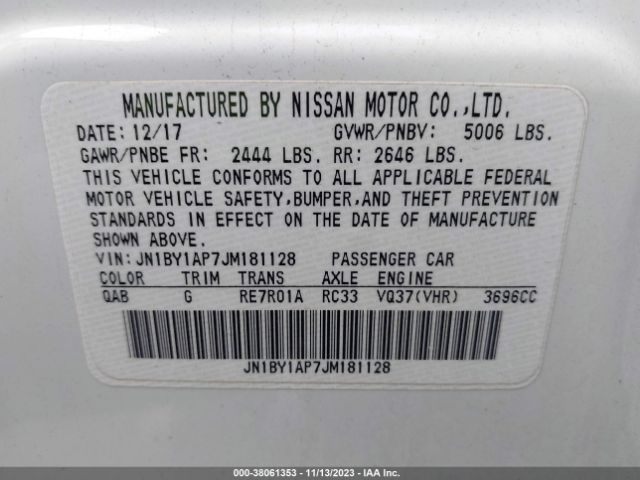 MANUFACTURED BY NISSAN MOTOR CO.,LTD.
DATE: 12/17 GVWR/PNBV: 5006 LBS.
GAWR/PNBE FR: 2444 LBS. RR: 2646 LBS.
THIS VEHICLE CONFORMS TO ALL APPLICABLE FEDERAL
MOTOR VEHICLE SAFETY,BUMPER,AND THEFT PREVENTION
STANDARDS IN EFFECT ON THE DATE OF MANUFACTURE
SHOWN ABOVE.
VIN:JN1BY1AP7JM181128 PASSENGER CAR
COLOR TRIM TRANS AXLE ENGINE
QAB G RE7R01A RC33 VQ37(VHR) 3696CC
JN1BY1AP7JM181128
000-38061353 - 11/13/2023 - IAA Inc.